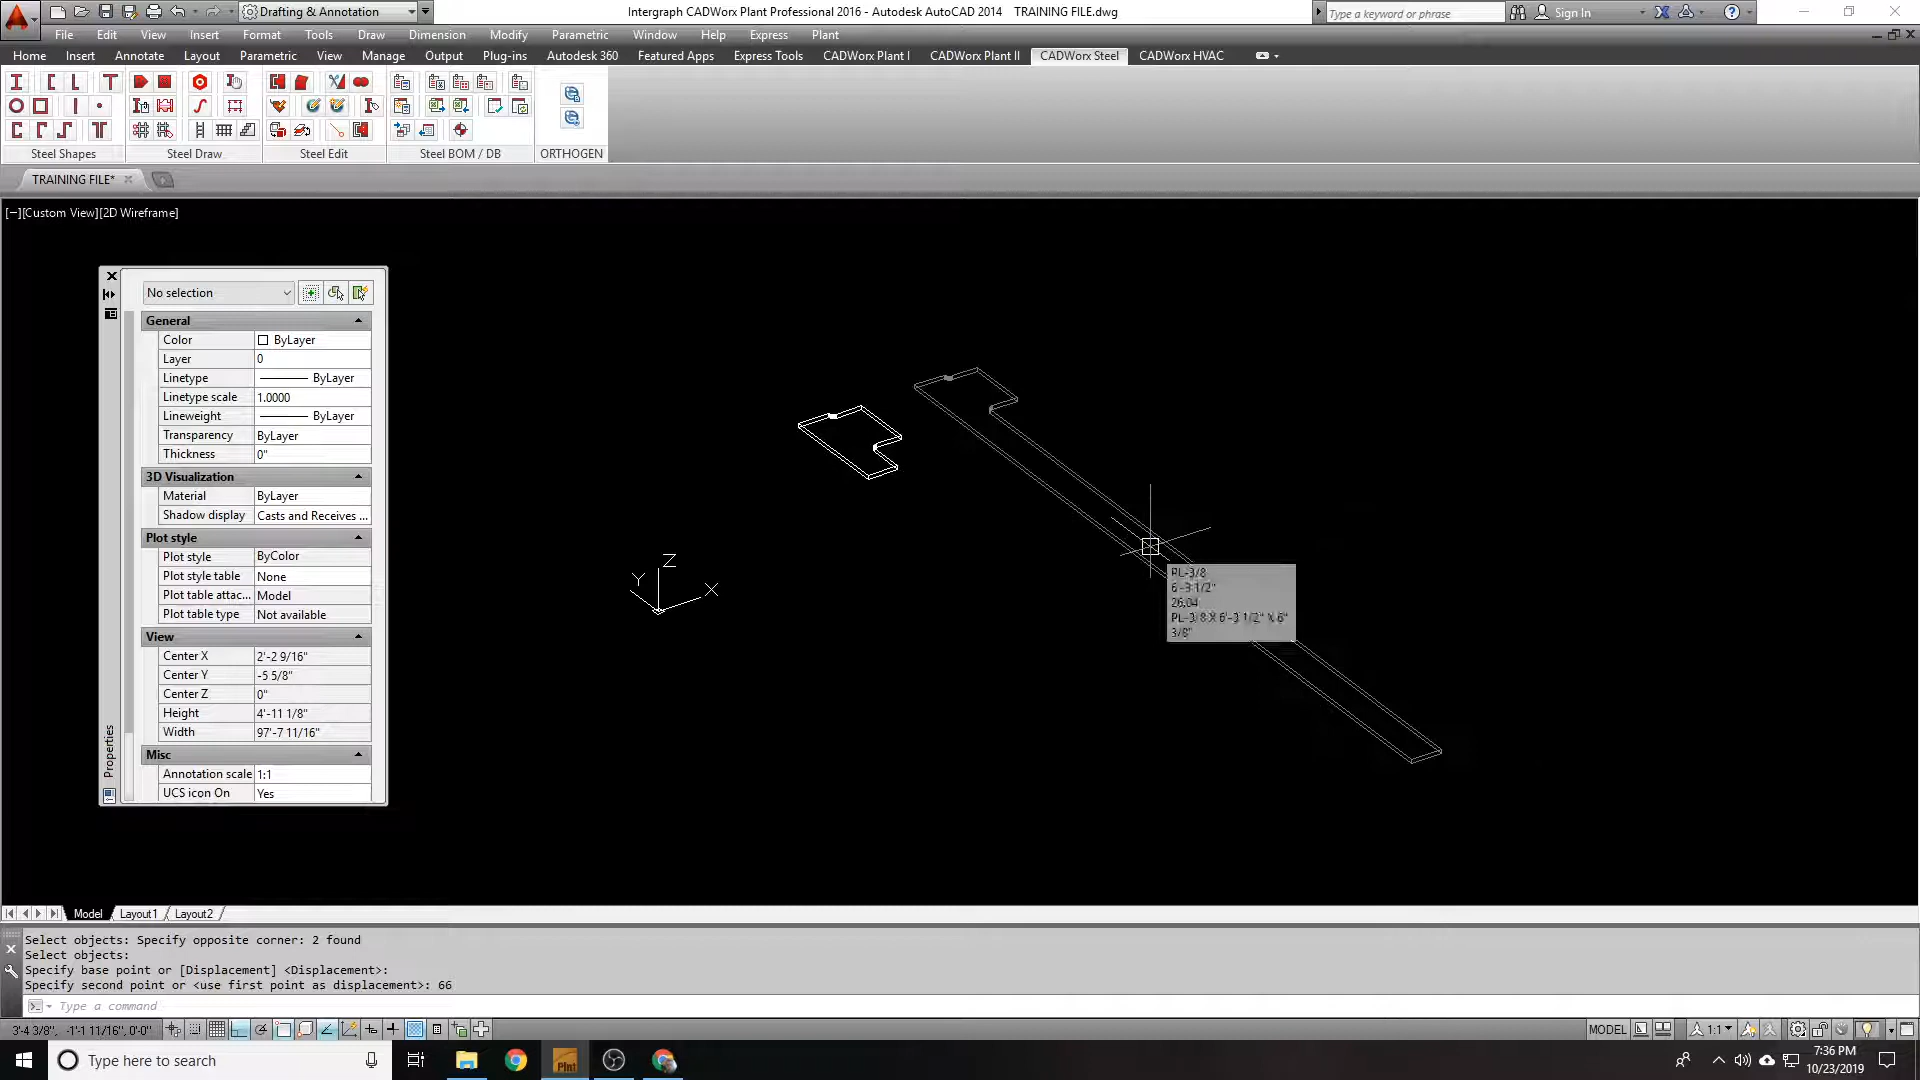 Drafting & Annotation
Intergraph CADWorx Plant Professional 2016 - Autodesk AutoCAD 2014 TRAINING FILE.dwg
Type a keyword or phrase
Sign In
File Edit View Insert Format Tools Draw Dimension Modify Parametric Window Help Express Plant
Home Insert Annotate Layout Parametric View Manage Output Plug-ins Autodesk 360 Featured Apps Express Tools CADWorx Plant I CADWorx Plant II CADWorx Steel CADWorx HVAC
Steel Shapes Steel Draw Steel Edit Steel BOM / DB ORTHOGEN
TRAINING FILE*
[−][Custom View][2D Wireframe]
No selection
General
Color ByLayer
Layer 0
Linetype ByLayer
Linetype scale 1.0000
Lineweight ByLayer
Transparency ByLayer
Thickness 0"
3D Visualization
Material ByLayer
Shadow display Casts and Receives ...
Plot style
Plot style ByColor
Plot style table None
Plot table attac... Model
Plot table type Not available
View
Center X 2'-2 9/16"
Center Y -5 5/8"
Center Z 0"
Height 4'-11 1/8"
Width 97'-7 11/16"
Misc
Annotation scale 1:1
UCS icon On Yes
Properties
Z
Y
X
PL-3/8
6'-3 1/2"
26.04
PL-3/8 X 6'-3 1/2" X 6"
3/8"
Model Layout1 Layout2
Select objects: Specify opposite corner: 2 found
Select objects:
Specify base point or [Displacement] <Displacement>:
Specify second point or <use first point as displacement>: 66
Type a command
3'-4 3/8", -1'-1 11/16", 0'-0"
MODEL
1:1
Type here to search
Plnt
7:36 PM
10/23/2019